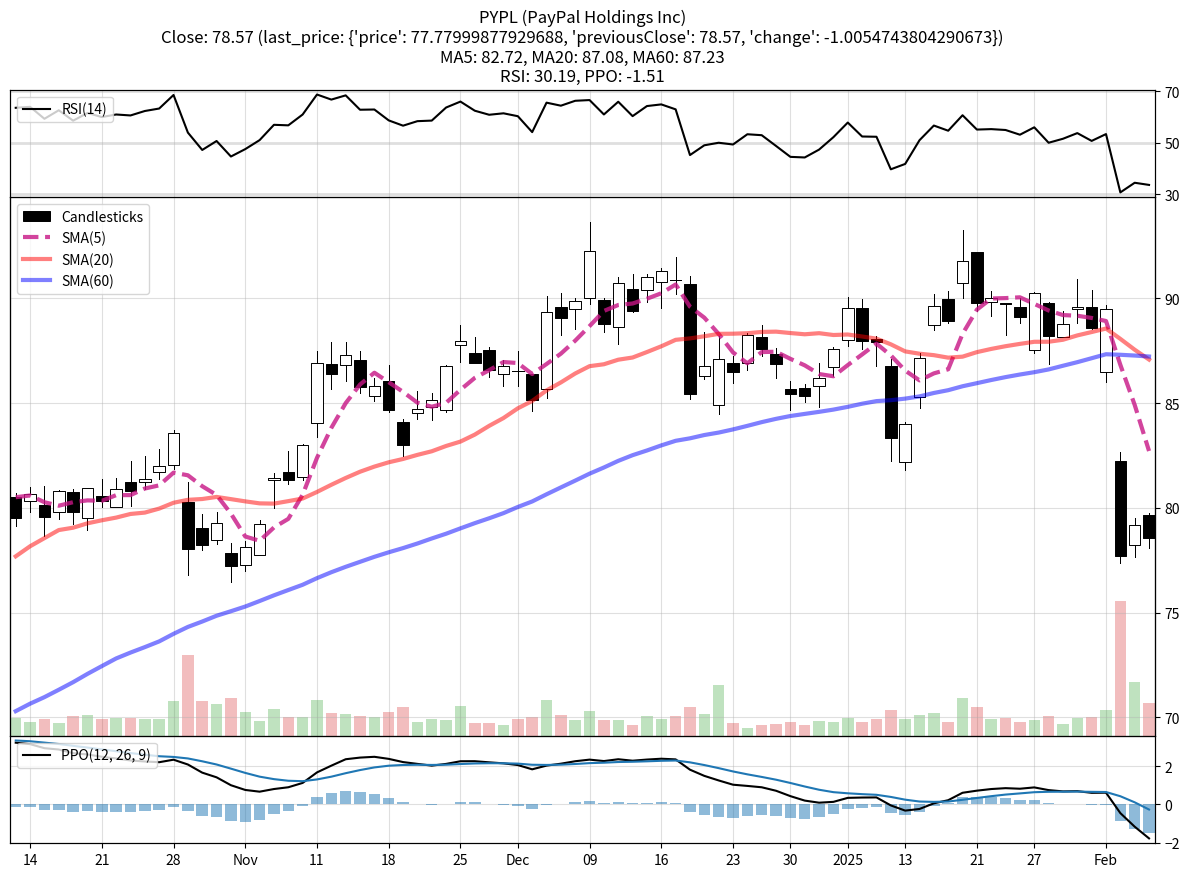 PYPL (PayPal Holdings Inc)
Close: 78.57 (last_price: {'price': 77.77999877929688, 'previousClose': 78.57, 'change': -1.0054743804290673})
MA5: 82.72, MA20: 87.08, MA60: 87.23
RSI: 30.19, PPO: -1.51
RSI(14)
70
50
30
Candlesticks
SMA(5)
SMA(20)
SMA(60)
90
85
80
75
70
PPO(12, 26, 9)
2
0
−2
14 21 28 Nov 11 18 25 Dec 09 16 23 30 2025 13 21 27 Feb